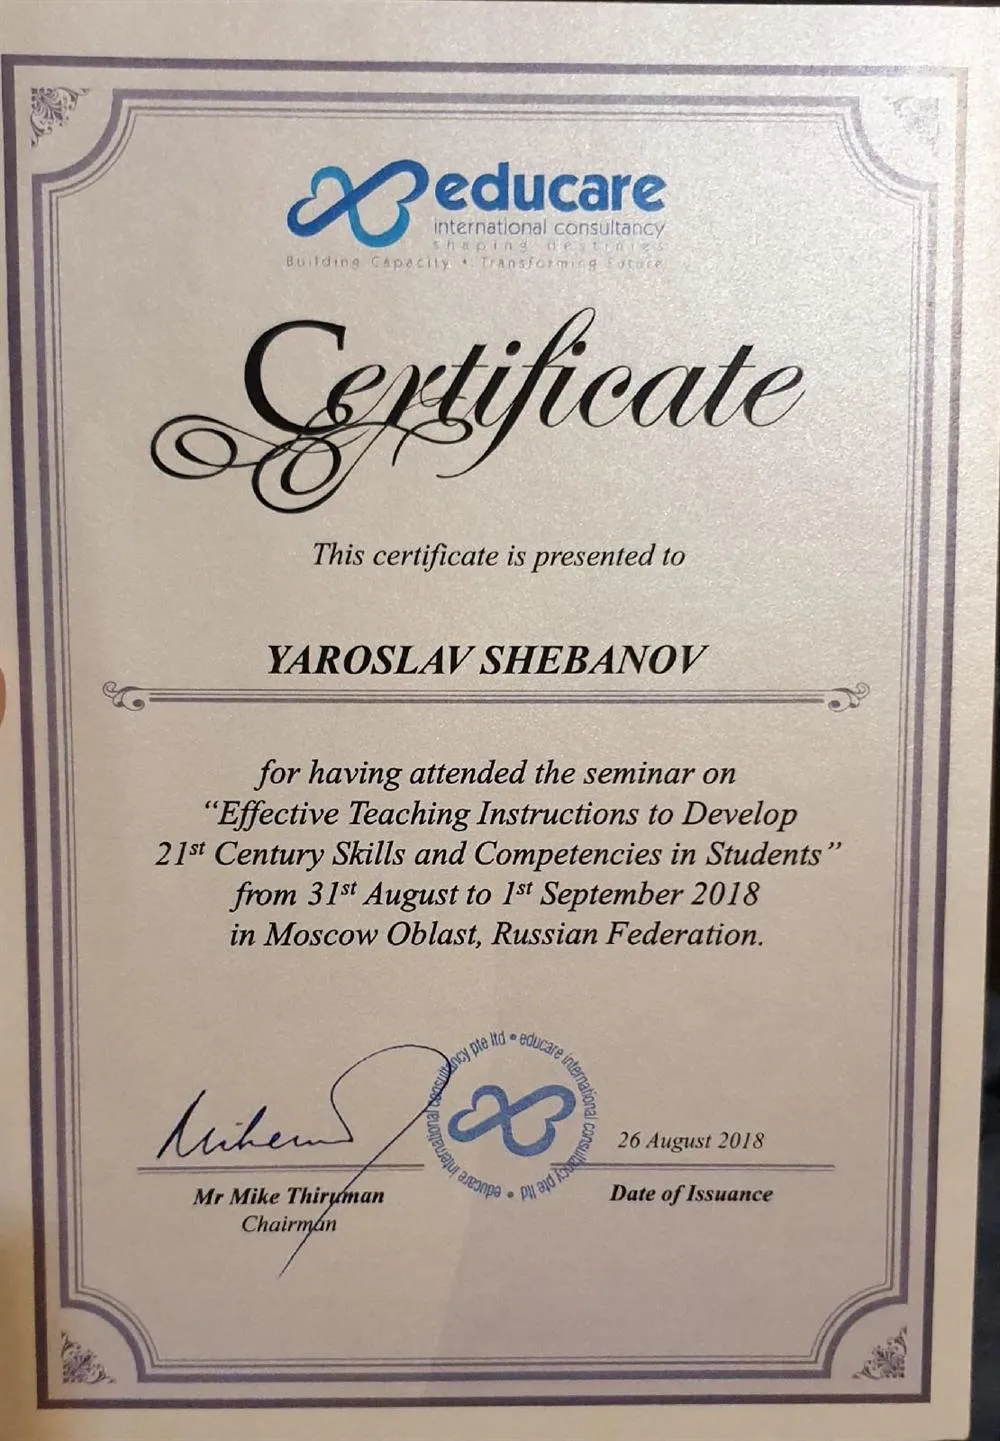 educare
international consultancy
shaping destinies
Building Capacity • Transforming Future
Certificate
This certificate is presented to
YAROSLAV SHEBANOV
for having attended the seminar on
“Effective Teaching Instructions to Develop
21st Century Skills and Competencies in Students”
from 31st August to 1st September 2018
in Moscow Oblast, Russian Federation.
educare international consultancy pte ltd • educare international consultancy pte ltd •
26 August 2018
Mr Mike Thiruman
Chairman
Date of Issuance